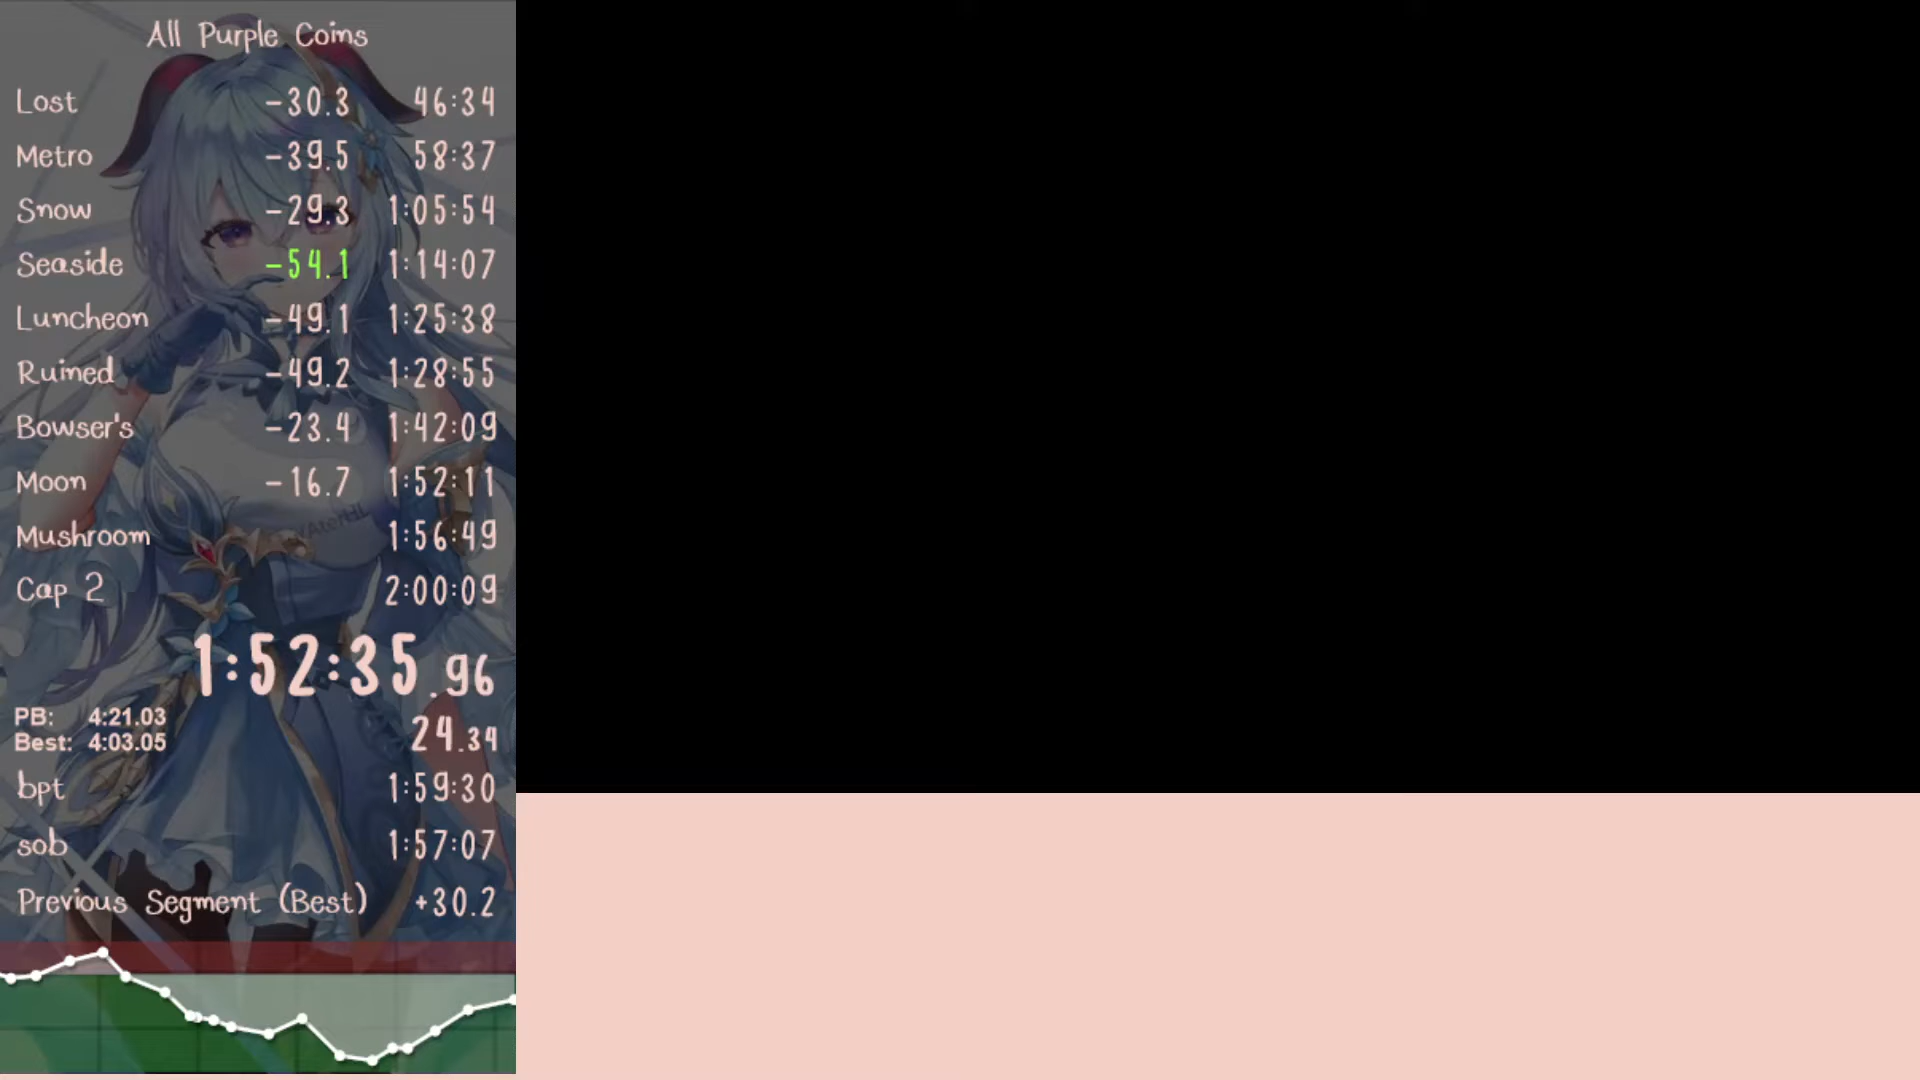 All Purple Coins
Lost -30.3 46:34
Metro -39.5 58:37
Snow -29.3 1:05:54
Seaside -54.1 1:14:07
Luncheon -49.1 1:25:38
Ruined -49.2 1:28:55
Bowser's -23.4 1:42:09
Moon -16.7 1:52:11
Mushroom 1:56:49
Cap 2 2:00:09
1:52:35.96
PB: 4:21.03 24.34
Best: 4:03.05
bpt 1:59:30
sob 1:57:07
Previous Segment (Best) +30.2